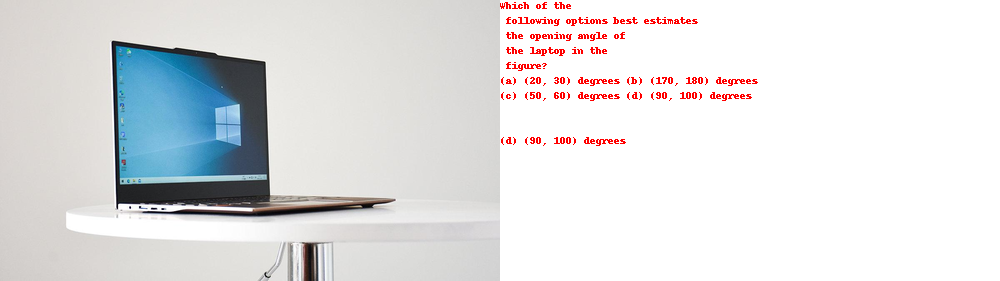 Which of the
following options best estimates
the opening angle of
the laptop in the
figure?
(a) (20, 30) degrees (b) (170, 180) degrees
(c) (50, 60) degrees (d) (90, 100) degrees
(d) (90, 100) degrees